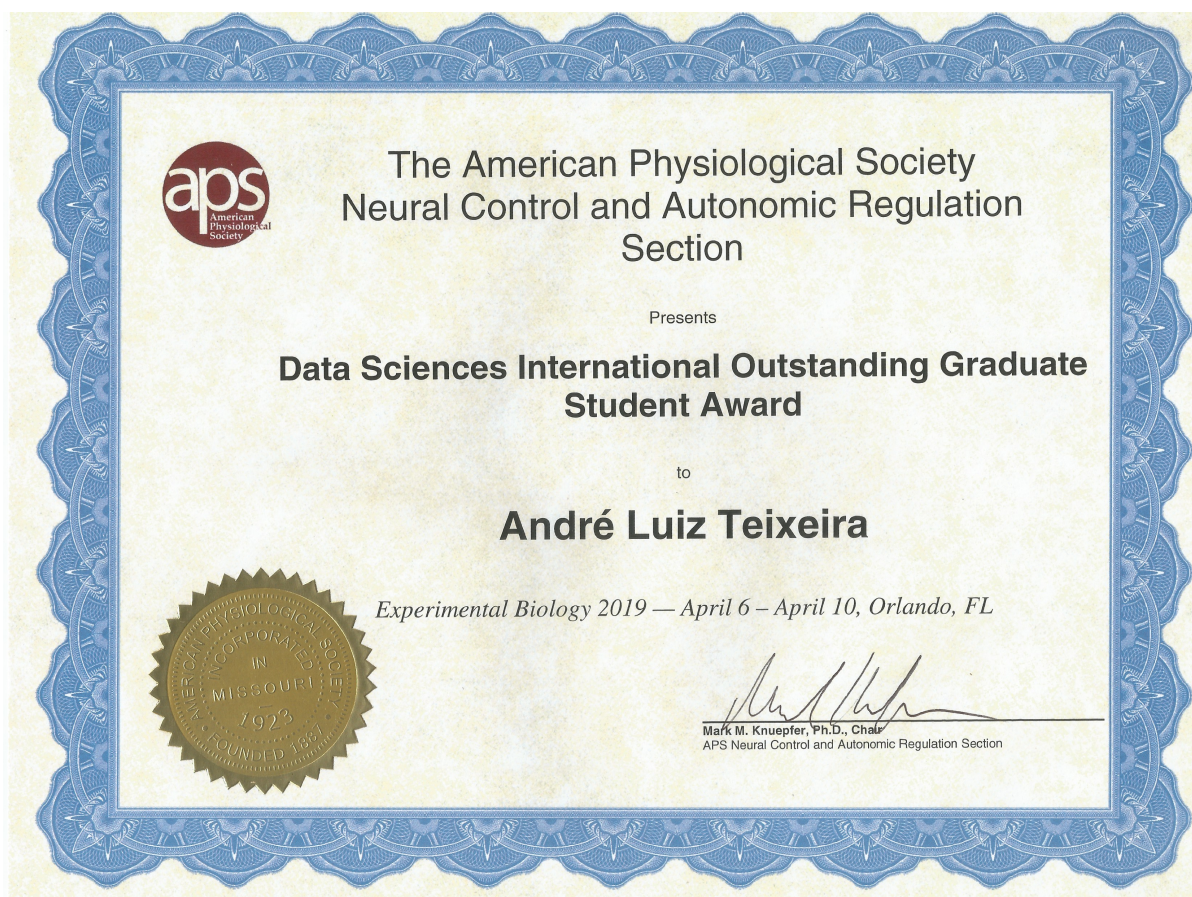 aps
American
Physiological
Society
The American Physiological Society
Neural Control and Autonomic Regulation
Section
Presents
Data Sciences International Outstanding Graduate
Student Award
to
André Luiz Teixeira
Experimental Biology 2019 — April 6 – April 10, Orlando, FL
AMERICAN PHYSIOLOGICAL SOCIETY
INCORPORATED
IN
MISSOURI
1923
FOUNDED 1887
Mark M. Knuepfer, Ph.D., Chair
APS Neural Control and Autonomic Regulation Section